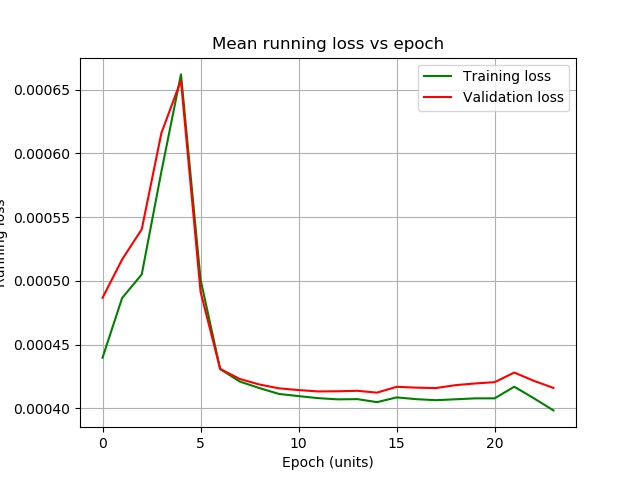 Mean running loss vs epoch
Training loss
Validation loss
0.00065
0.00060
0.00055
0.00050
0.00045
0.00040
Running loss
0 5 10 15 20
Epoch (units)